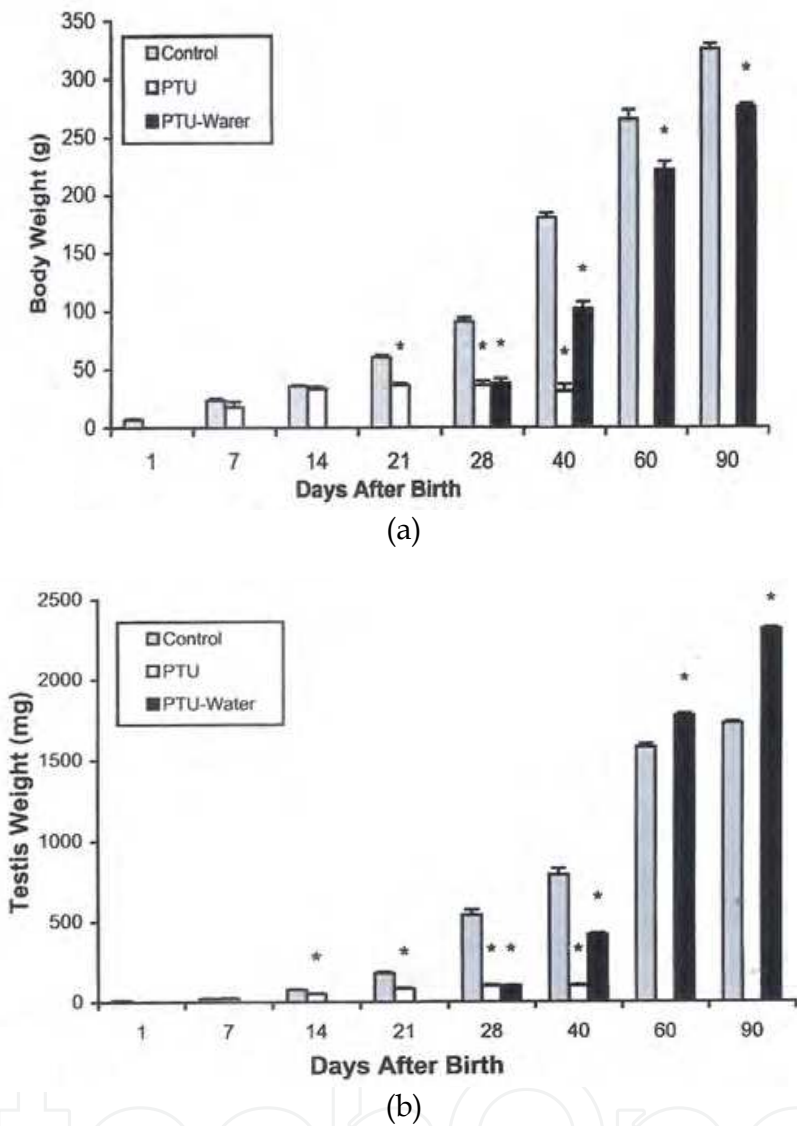 350
300
250
200
150
100
50
0
Body Weight (g)
Control
PTU
PTU-Warer
* * * * * * *
1 7 14 21 28 40 60 90
Days After Birth
(a)
2500
2000
1500
1000
500
0
Testis Weight (mg)
Control
PTU
PTU-Water
* * * * * * * *
1 7 14 21 28 40 60 90
Days After Birth
(b)